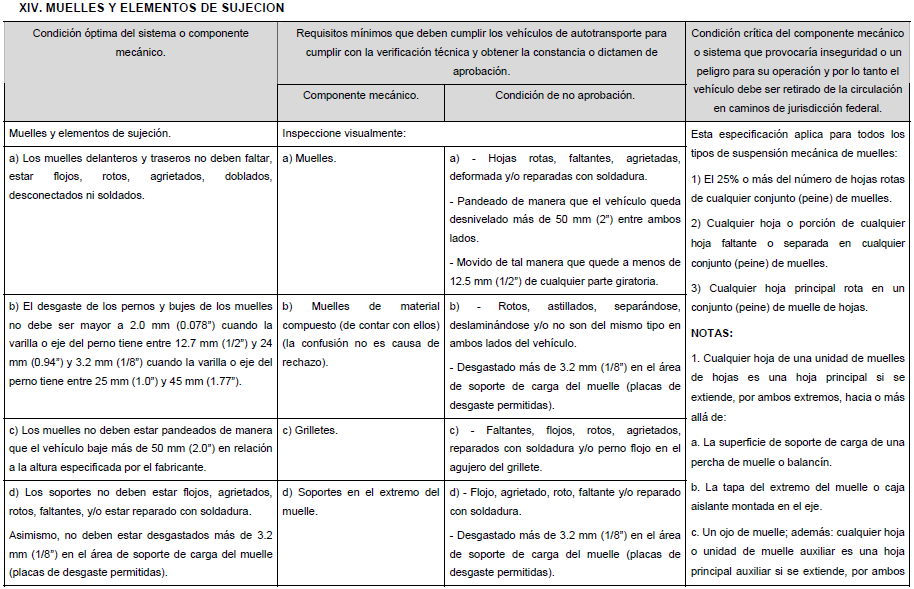 XIV. MUELLES Y ELEMENTOS DE SUJECION
Condición óptima del sistema o componente
mecánico.
Requisitos mínimos que deben cumplir los vehículos de autotransporte para
cumplir con la verificación técnica y obtener la constancia o dictamen de
aprobación.
Componente mecánico.
Condición de no aprobación.
Condición crítica del componente mecánico
o sistema que provocaría inseguridad o un
peligro para su operación y por lo tanto el
vehículo debe ser retirado de la circulación
en caminos de jurisdicción federal.
Muelles y elementos de sujeción.
Inspeccione visualmente:
a) Los muelles delanteros y traseros no deben faltar,
estar flojos, rotos, agrietados, doblados,
desconectados ni soldados.
a) Muelles.
a) - Hojas rotas, faltantes, agrietadas,
deformada y/o reparadas con soldadura.
- Pandeado de manera que el vehículo queda
desnivelado más de 50 mm (2”) entre ambos
lados.
- Movido de tal manera que quede a menos de
12.5 mm (1/2”) de cualquier parte giratoria.
b) El desgaste de los pernos y bujes de los muelles
no debe ser mayor a 2.0 mm (0.078”) cuando la
varilla o eje del perno tiene entre 12.7 mm (1/2”) y 24
mm (0.94”) y 3.2 mm (1/8”) cuando la varilla o eje del
perno tiene entre 25 mm (1.0”) y 45 mm (1.77”).
b) Muelles de material
compuesto (de contar con ellos)
(la confusión no es causa de
rechazo).
b) - Rotos, astillados, separándose,
deslaminándose y/o no son del mismo tipo en
ambos lados del vehículo.
- Desgastado más de 3.2 mm (1/8”) en el área
de soporte de carga del muelle (placas de
desgaste permitidas).
c) Los muelles no deben estar pandeados de manera
que el vehículo baje más de 50 mm (2.0”) en relación
a la altura especificada por el fabricante.
c) Grilletes.
c) - Faltantes, flojos, rotos, agrietados,
reparados con soldadura y/o perno flojo en el
agujero del grillete.
d) Los soportes no deben estar flojos, agrietados,
rotos, faltantes, y/o estar reparado con soldadura.
Asimismo, no deben estar desgastados más de 3.2
mm (1/8”) en el área de soporte de carga del muelle
(placas de desgaste permitidas).
d) Soportes en el extremo del
muelle.
d) - Flojo, agrietado, roto, faltante y/o reparado
con soldadura.
- Desgastado más de 3.2 mm (1/8”) en el área
de soporte de carga del muelle (placas de
desgaste permitidas).
Esta especificación aplica para todos los
tipos de suspensión mecánica de muelles:
1) El 25% o más del número de hojas rotas
de cualquier conjunto (peine) de muelles.
2) Cualquier hoja o porción de cualquier
hoja faltante o separada en cualquier
conjunto (peine) de muelles.
3) Cualquier hoja principal rota en un
conjunto (peine) de muelle de hojas.
NOTAS:
1. Cualquier hoja de una unidad de muelles
de hojas es una hoja principal si se
extiende, por ambos extremos, hacia o más
allá de:
a. La superficie de soporte de carga de una
percha de muelle o balancín.
b. La tapa del extremo del muelle o caja
aislante montada en el eje.
c. Un ojo de muelle; además: cualquier hoja
o unidad de muelle auxiliar es una hoja
principal auxiliar si se extiende, por ambos